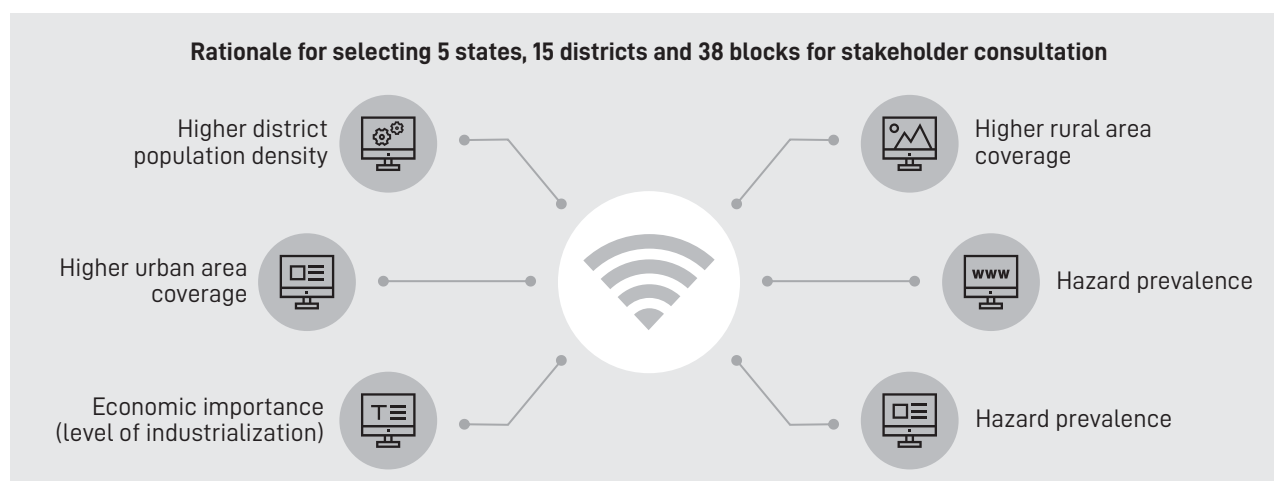 Rationale for selecting 5 states, 15 districts and 38 blocks for stakeholder consultation
Higher district
population density
Higher urban area
coverage
Economic importance
(level of industrialization)
T
Higher rural area
coverage
www
Hazard prevalence
Hazard prevalence